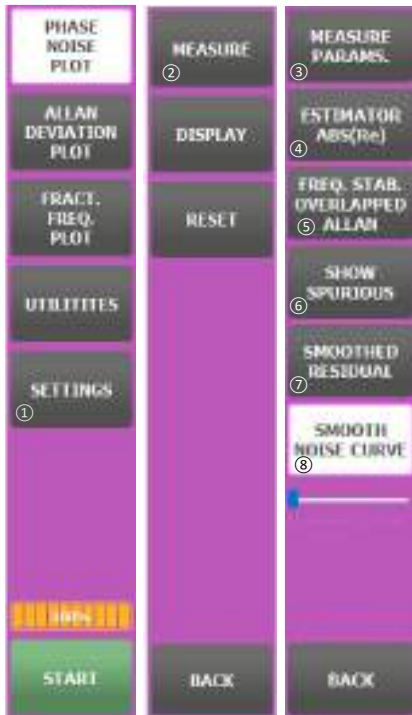 PHASE
NOISE
PLOT
ALLAN
DEVIATION
PLOT
FRACT.
FREQ.
PLOT
UTILITITES
SETTINGS
①
100%
START
MEASURE
②
DISPLAY
RESET
BACK
MEASURE
PARAMS.
③
ESTIMATOR
④ ABS(Re)
FREQ. STAB.
OVERLAPPED
⑤ ALLAN
SHOW
SPURIOUS
⑥
SMOOTHED
RESIDUAL
⑦
SMOOTH
NOISE CURVE
⑧
BACK